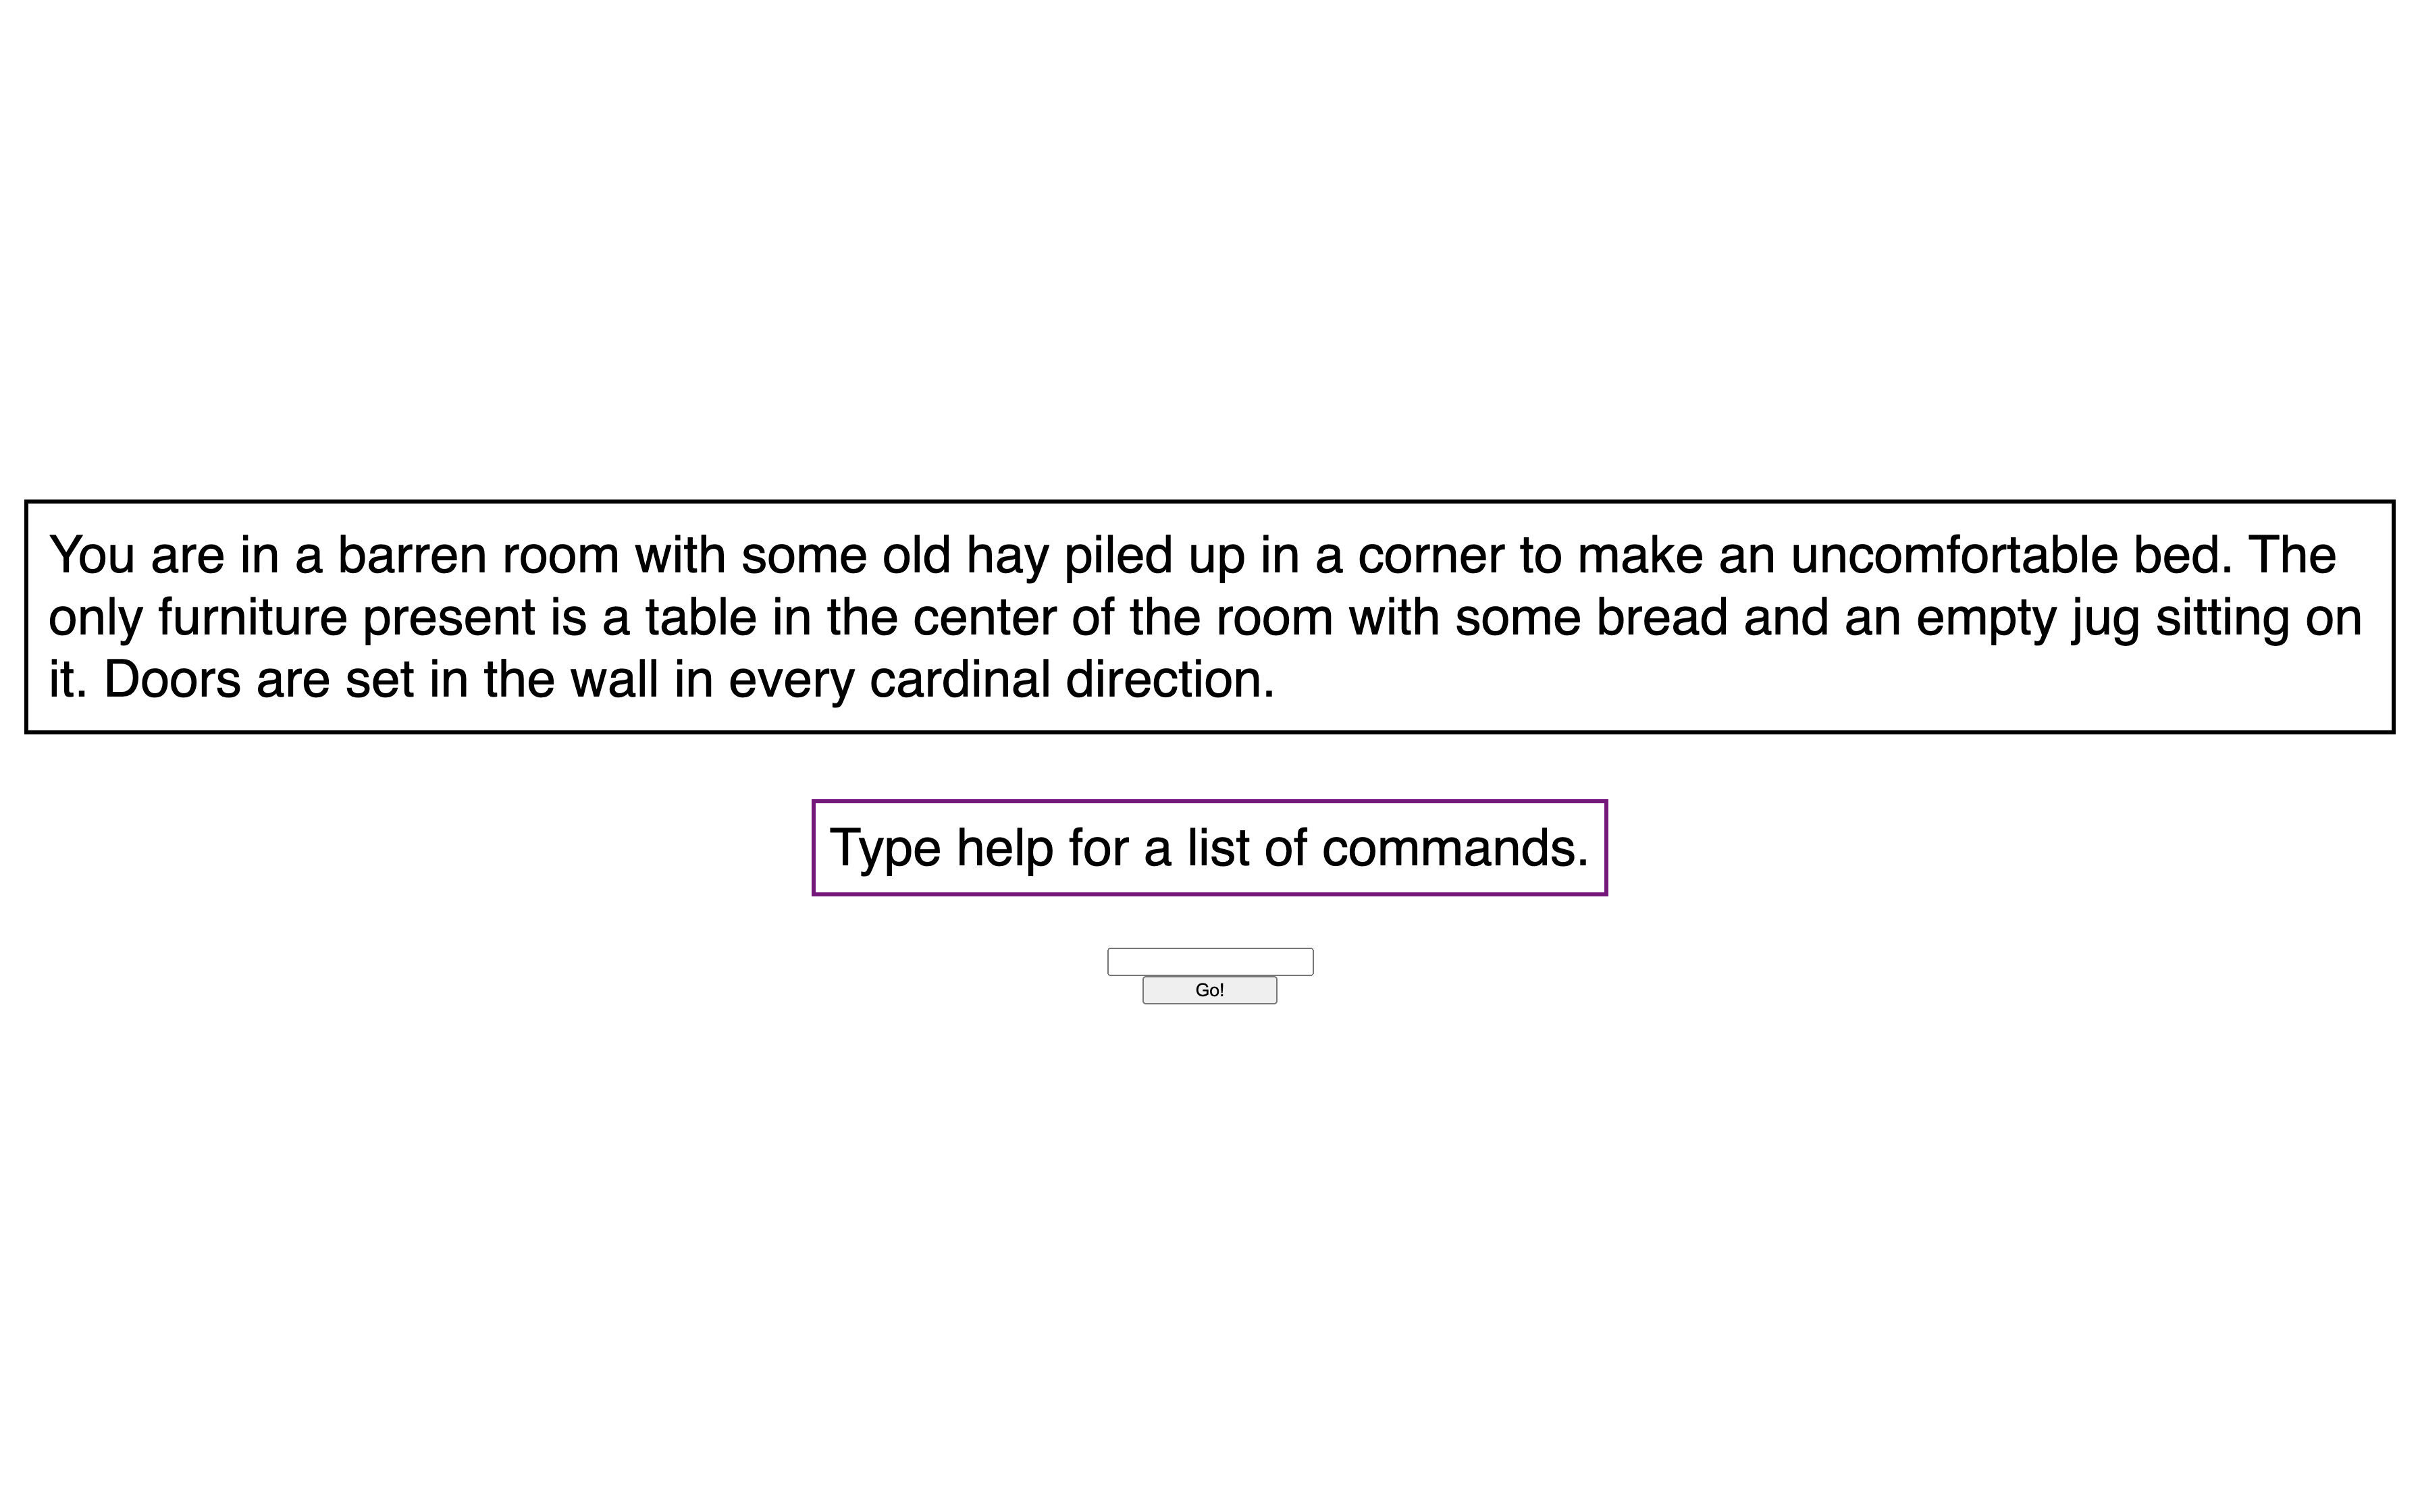 You are in a barren room with some old hay piled up in a corner to make an uncomfortable bed. The
only furniture present is a table in the center of the room with some bread and an empty jug sitting on
it. Doors are set in the wall in every cardinal direction.
Type help for a list of commands.
Go!